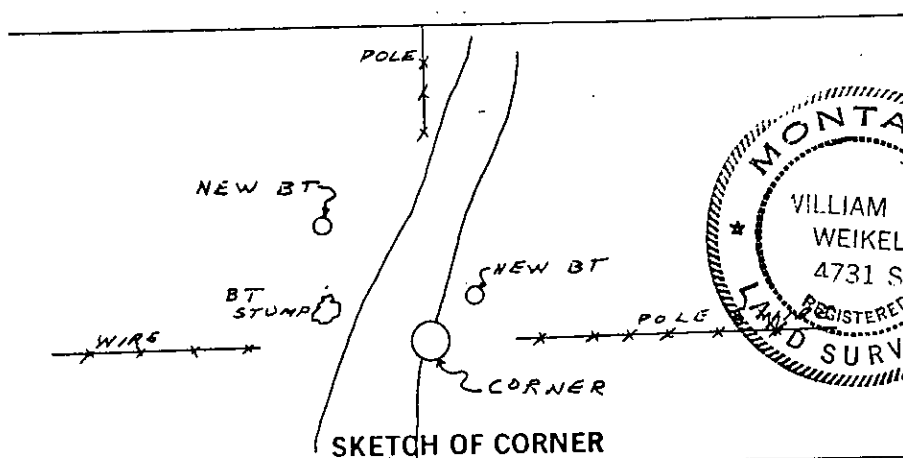 POLE
NEW BT
NEW BT
BT
STUMP
WIRE
POLE
CORNER
SKETCH OF CORNER
MONTA
VILLIAM
WEIKEL
4731 S
REGISTERED
LAND SURV